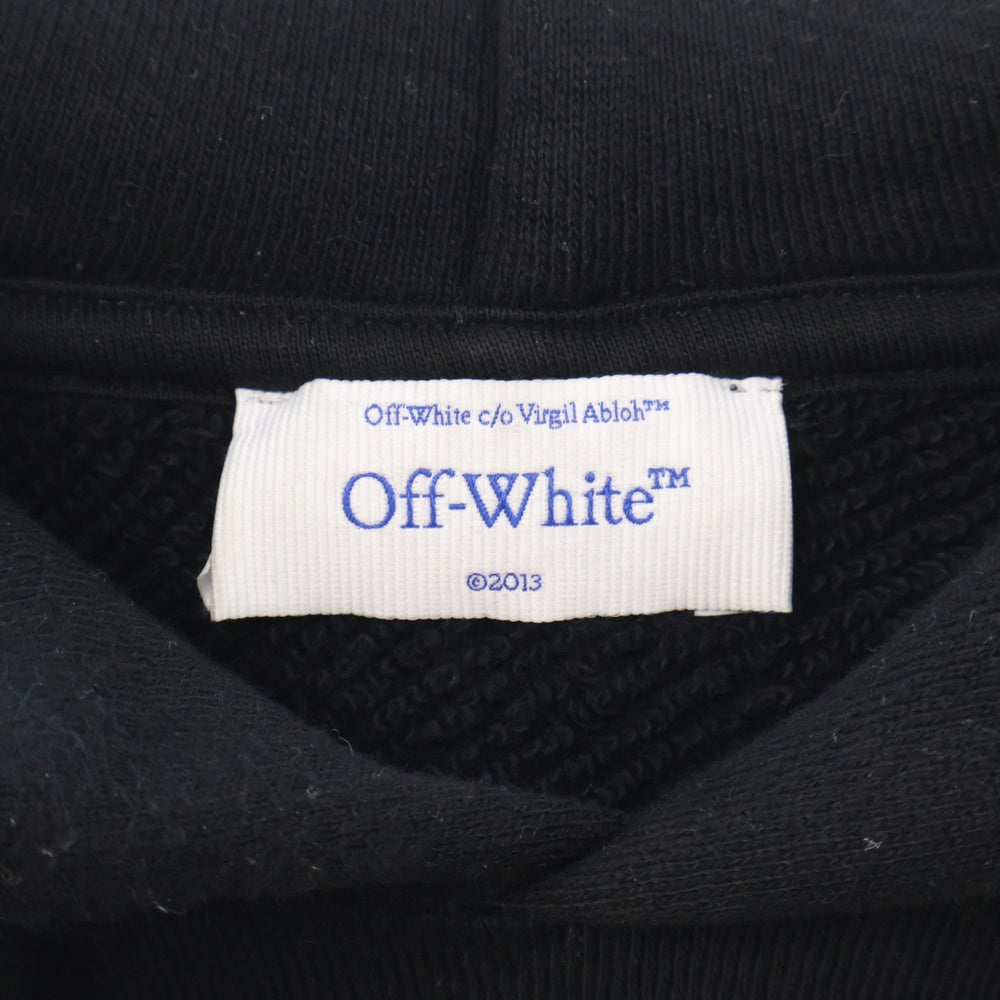 Off-White c/o Virgil Abloh™
Off-White™
©2013